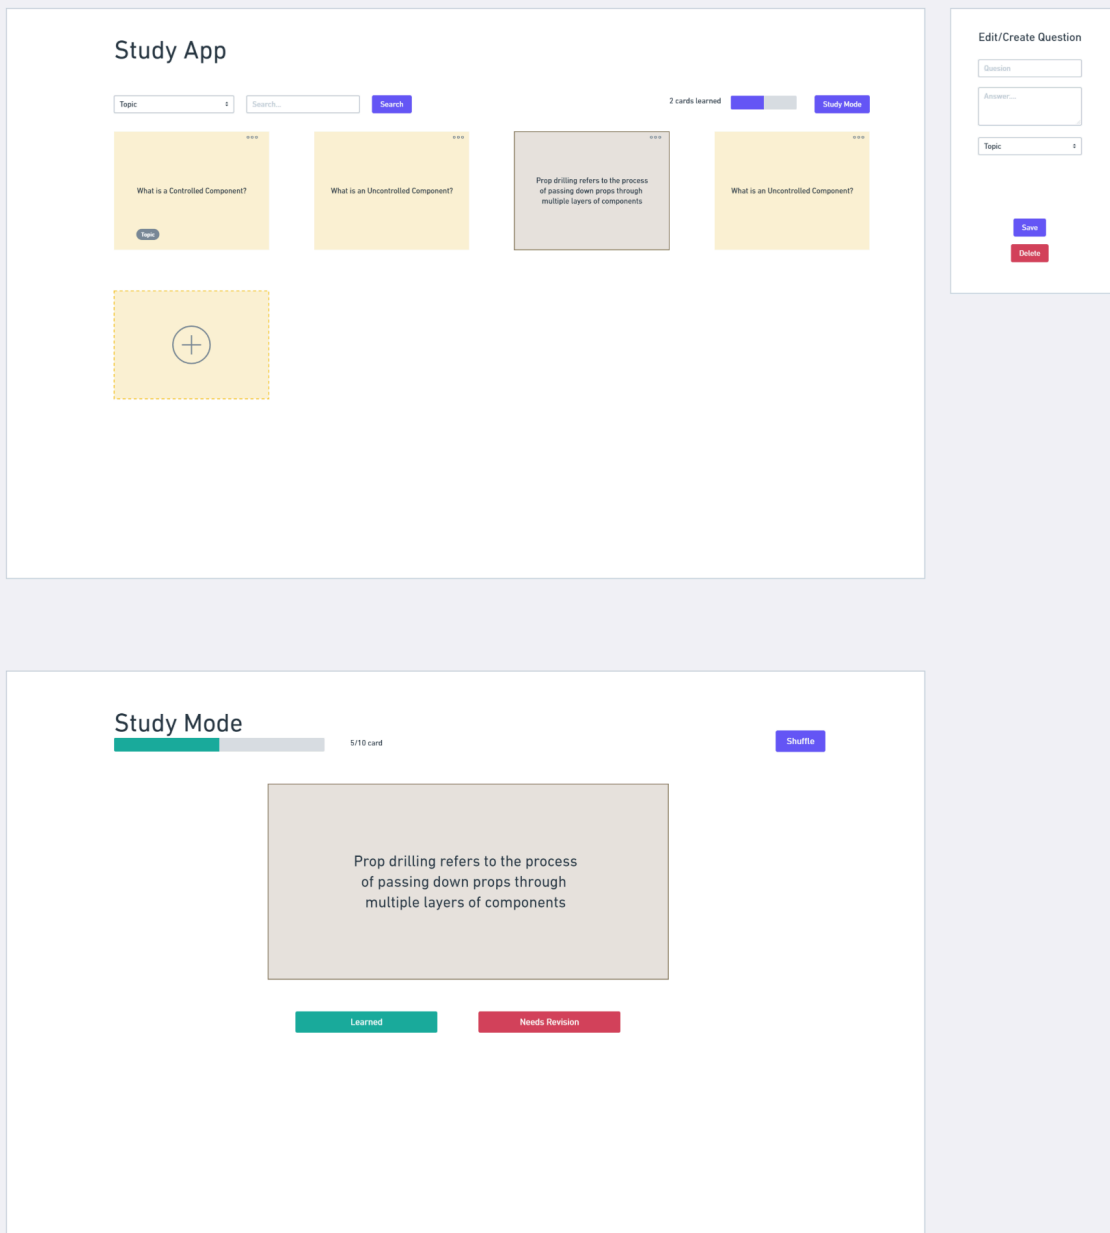 Study App
Topic
Search...
Search
2 cards learned
Study Mode
What is a Controlled Component?
Topic
What is an Uncontrolled Component?
Prop drilling refers to the process
of passing down props through
multiple layers of components
What is an Uncontrolled Component?
Edit/Create Question
Quesion
Answer...
Topic
Save
Delete
Study Mode
5/10 card
Shuffle
Prop drilling refers to the process
of passing down props through
multiple layers of components
Learned
Needs Revision